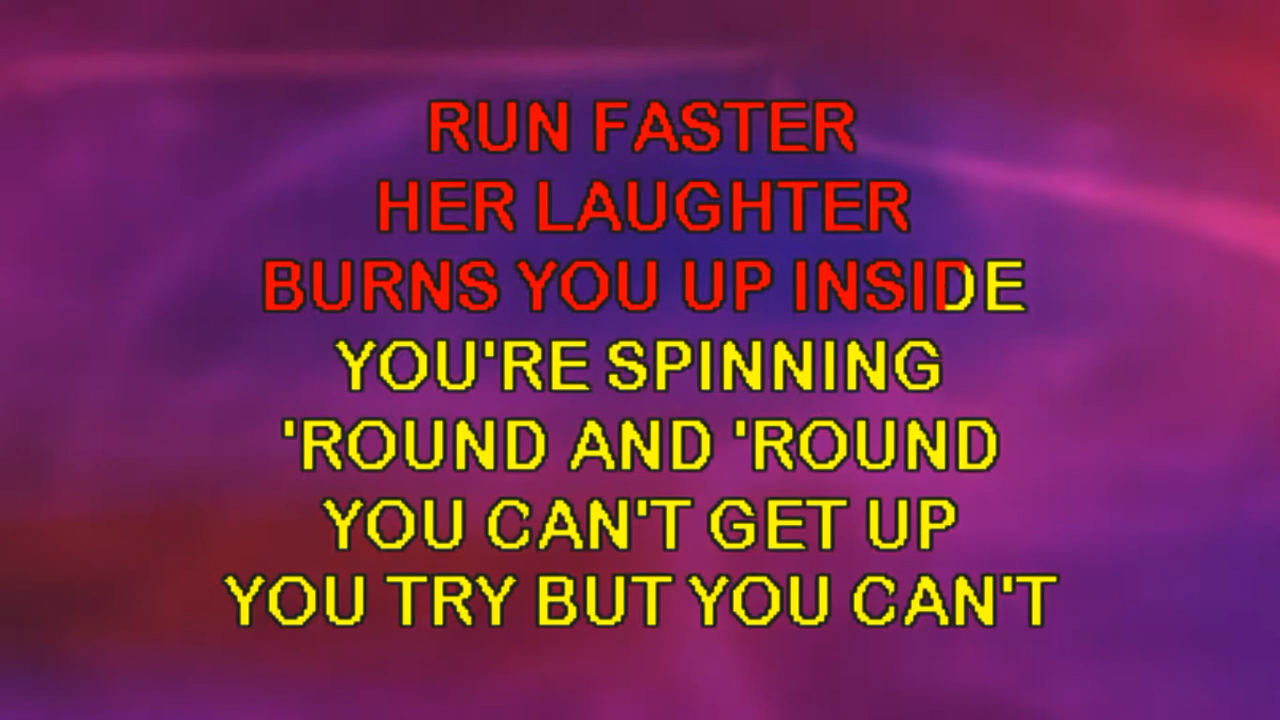 RUN FASTER
HER LAUGHTER
BURNS YOU UP INSIDE
YOU'RE SPINNING
'ROUND AND 'ROUND
YOU CAN'T GET UP
YOU TRY BUT YOU CAN'T